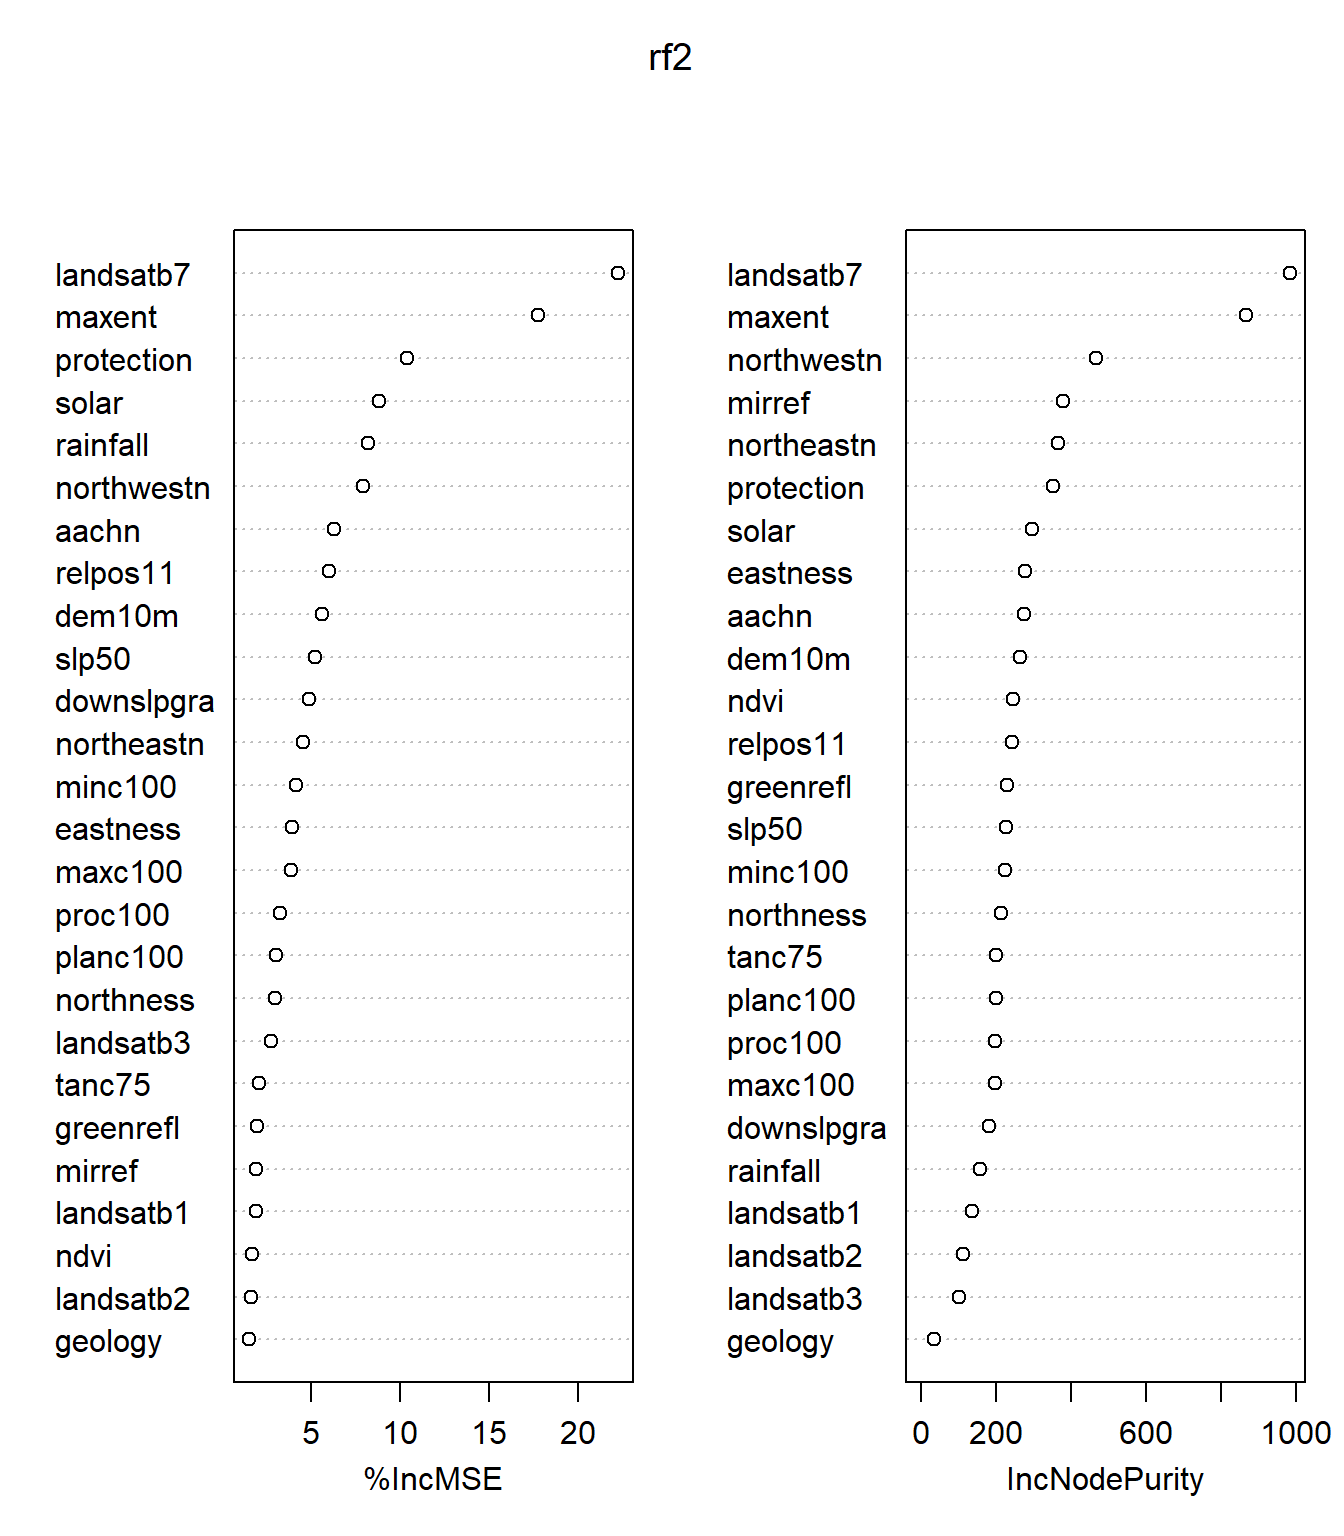 rf2
landsatb7
maxent
protection
solar
rainfall
northwestn
aachn
relpos11
dem10m
slp50
downslpgra
northeastn
minc100
eastness
maxc100
proc100
planc100
northness
landsatb3
tanc75
greenrefl
mirref
landsatb1
ndvi
landsatb2
geology
5 10 15 20
%IncMSE
landsatb7
maxent
northwestn
mirref
northeastn
protection
solar
eastness
aachn
dem10m
ndvi
relpos11
greenrefl
slp50
minc100
northness
tanc75
planc100
proc100
maxc100
downslpgra
rainfall
landsatb1
landsatb2
landsatb3
geology
0 200 600 1000
IncNodePurity